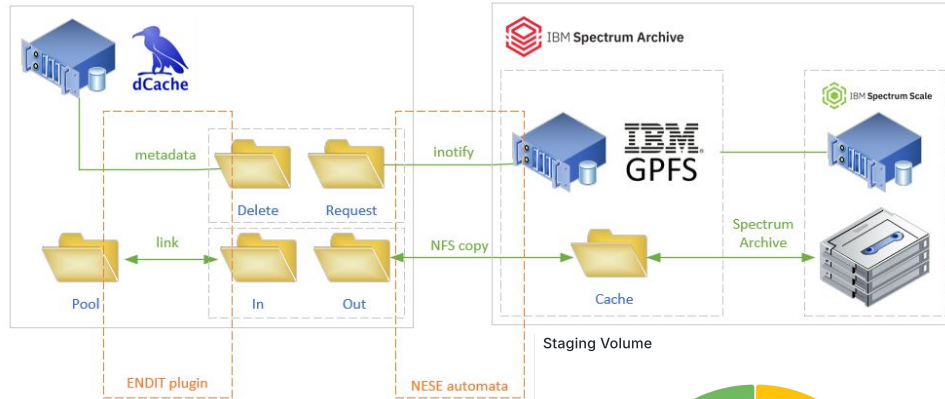 dCache
IBM Spectrum Archive
IBM Spectrum Scale
metadata
inotify
IBM®
GPFS
Delete
Request
link
NFS copy
Spectrum
Archive
Pool
In
Out
Cache
Staging Volume
ENDIT plugin
NESE automata